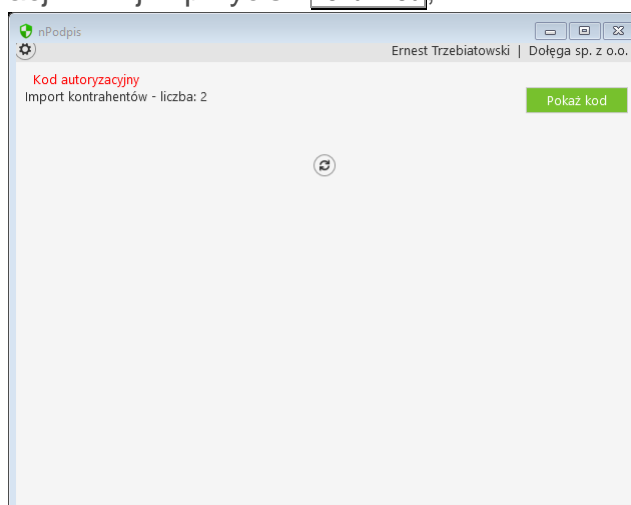 nPodpis
Ernest Trzebiatowski | Dołęga sp. z o.o.
Kod autoryzacyjny
Import kontrahentów - liczba: 2
Pokaż kod